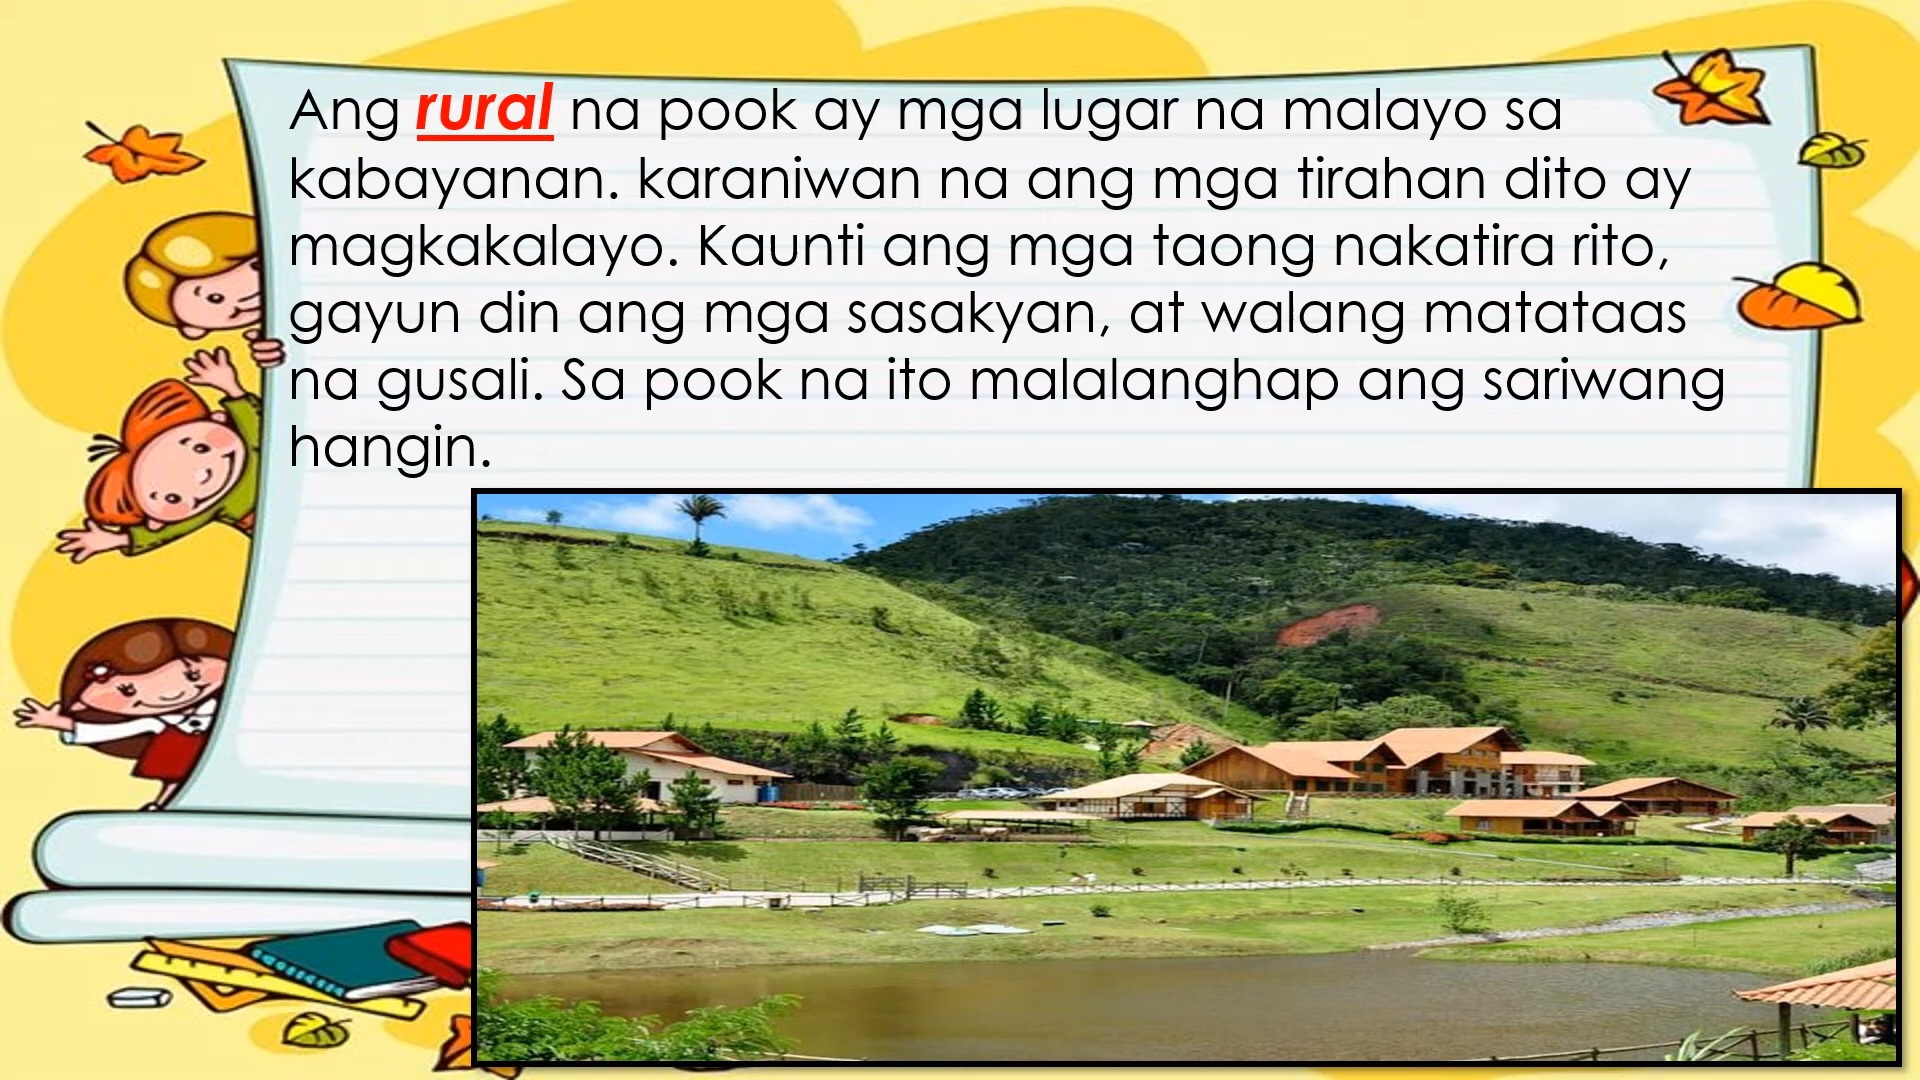 Ang rural na pook ay mga lugar na malayo sa
kabayanan. karaniwan na ang mga tirahan dito ay
magkakalayo. Kaunti ang mga taong nakatira rito,
gayun din ang mga sasakyan, at walang matataas
na gusali. Sa pook na ito malalanghap ang sariwang
hangin.